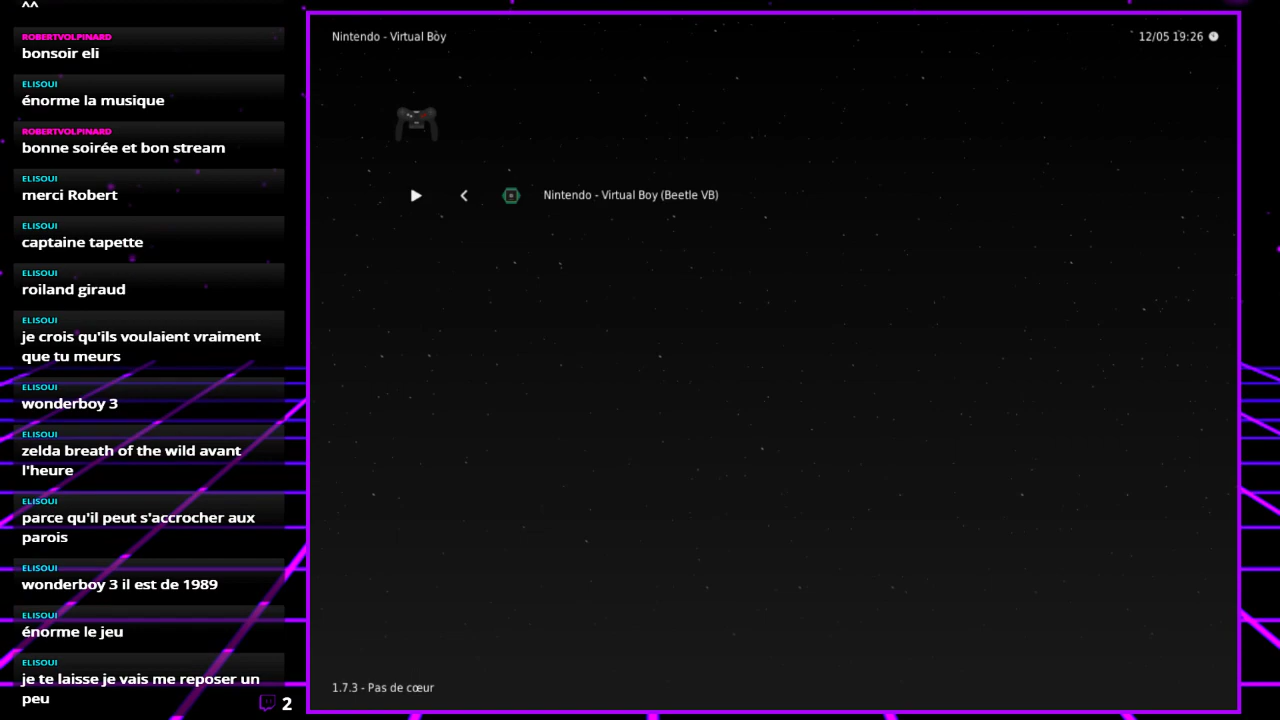 ^^
ROBERTVOLPINARD
bonsoir eli
ELISOUI
énorme la musique
ROBERTVOLPINARD
bonne soirée et bon stream
ELISOUI
merci Robert
ELISOUI
captaine tapette
ELISOUI
roiland giraud
ELISOUI
je crois qu'ils voulaient vraiment
que tu meurs
ELISOUI
wonderboy 3
ELISOUI
zelda breath of the wild avant
l'heure
ELISOUI
parce qu'il peut s'accrocher aux
parois
ELISOUI
wonderboy 3 il est de 1989
ELISOUI
énorme le jeu
ELISOUI
je te laisse je vais me reposer un
peu
2
Nintendo - Virtual Boy
12/05 19:26
Nintendo - Virtual Boy (Beetle VB)
1.7.3 - Pas de cœur